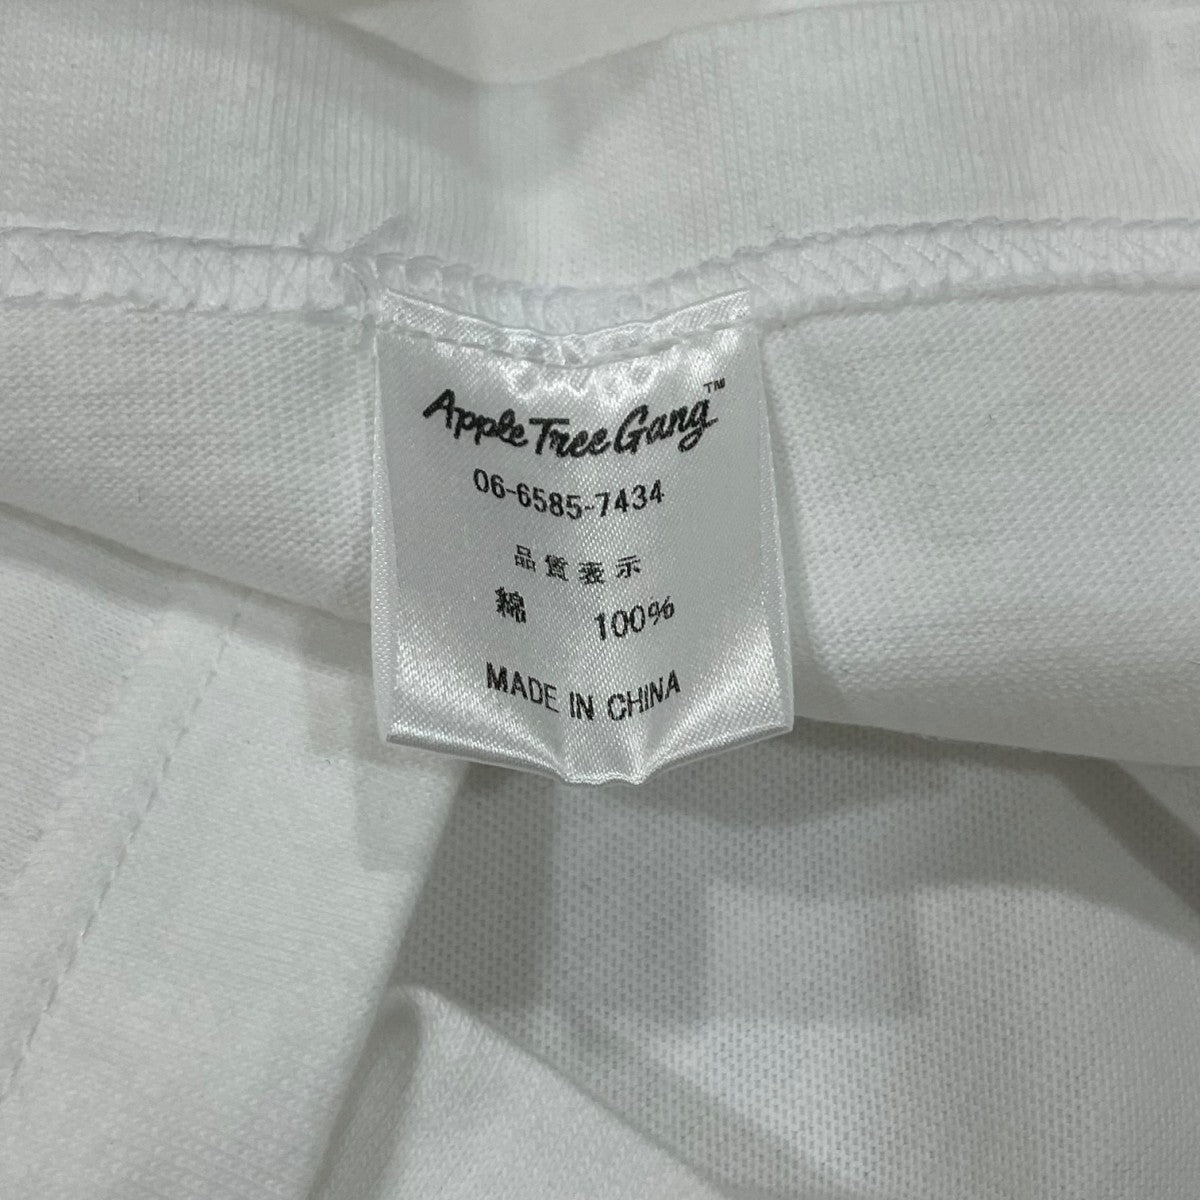 Apple Tree Gang™
06-6585-7434
品質表示
綿 100%
MADE IN CHINA